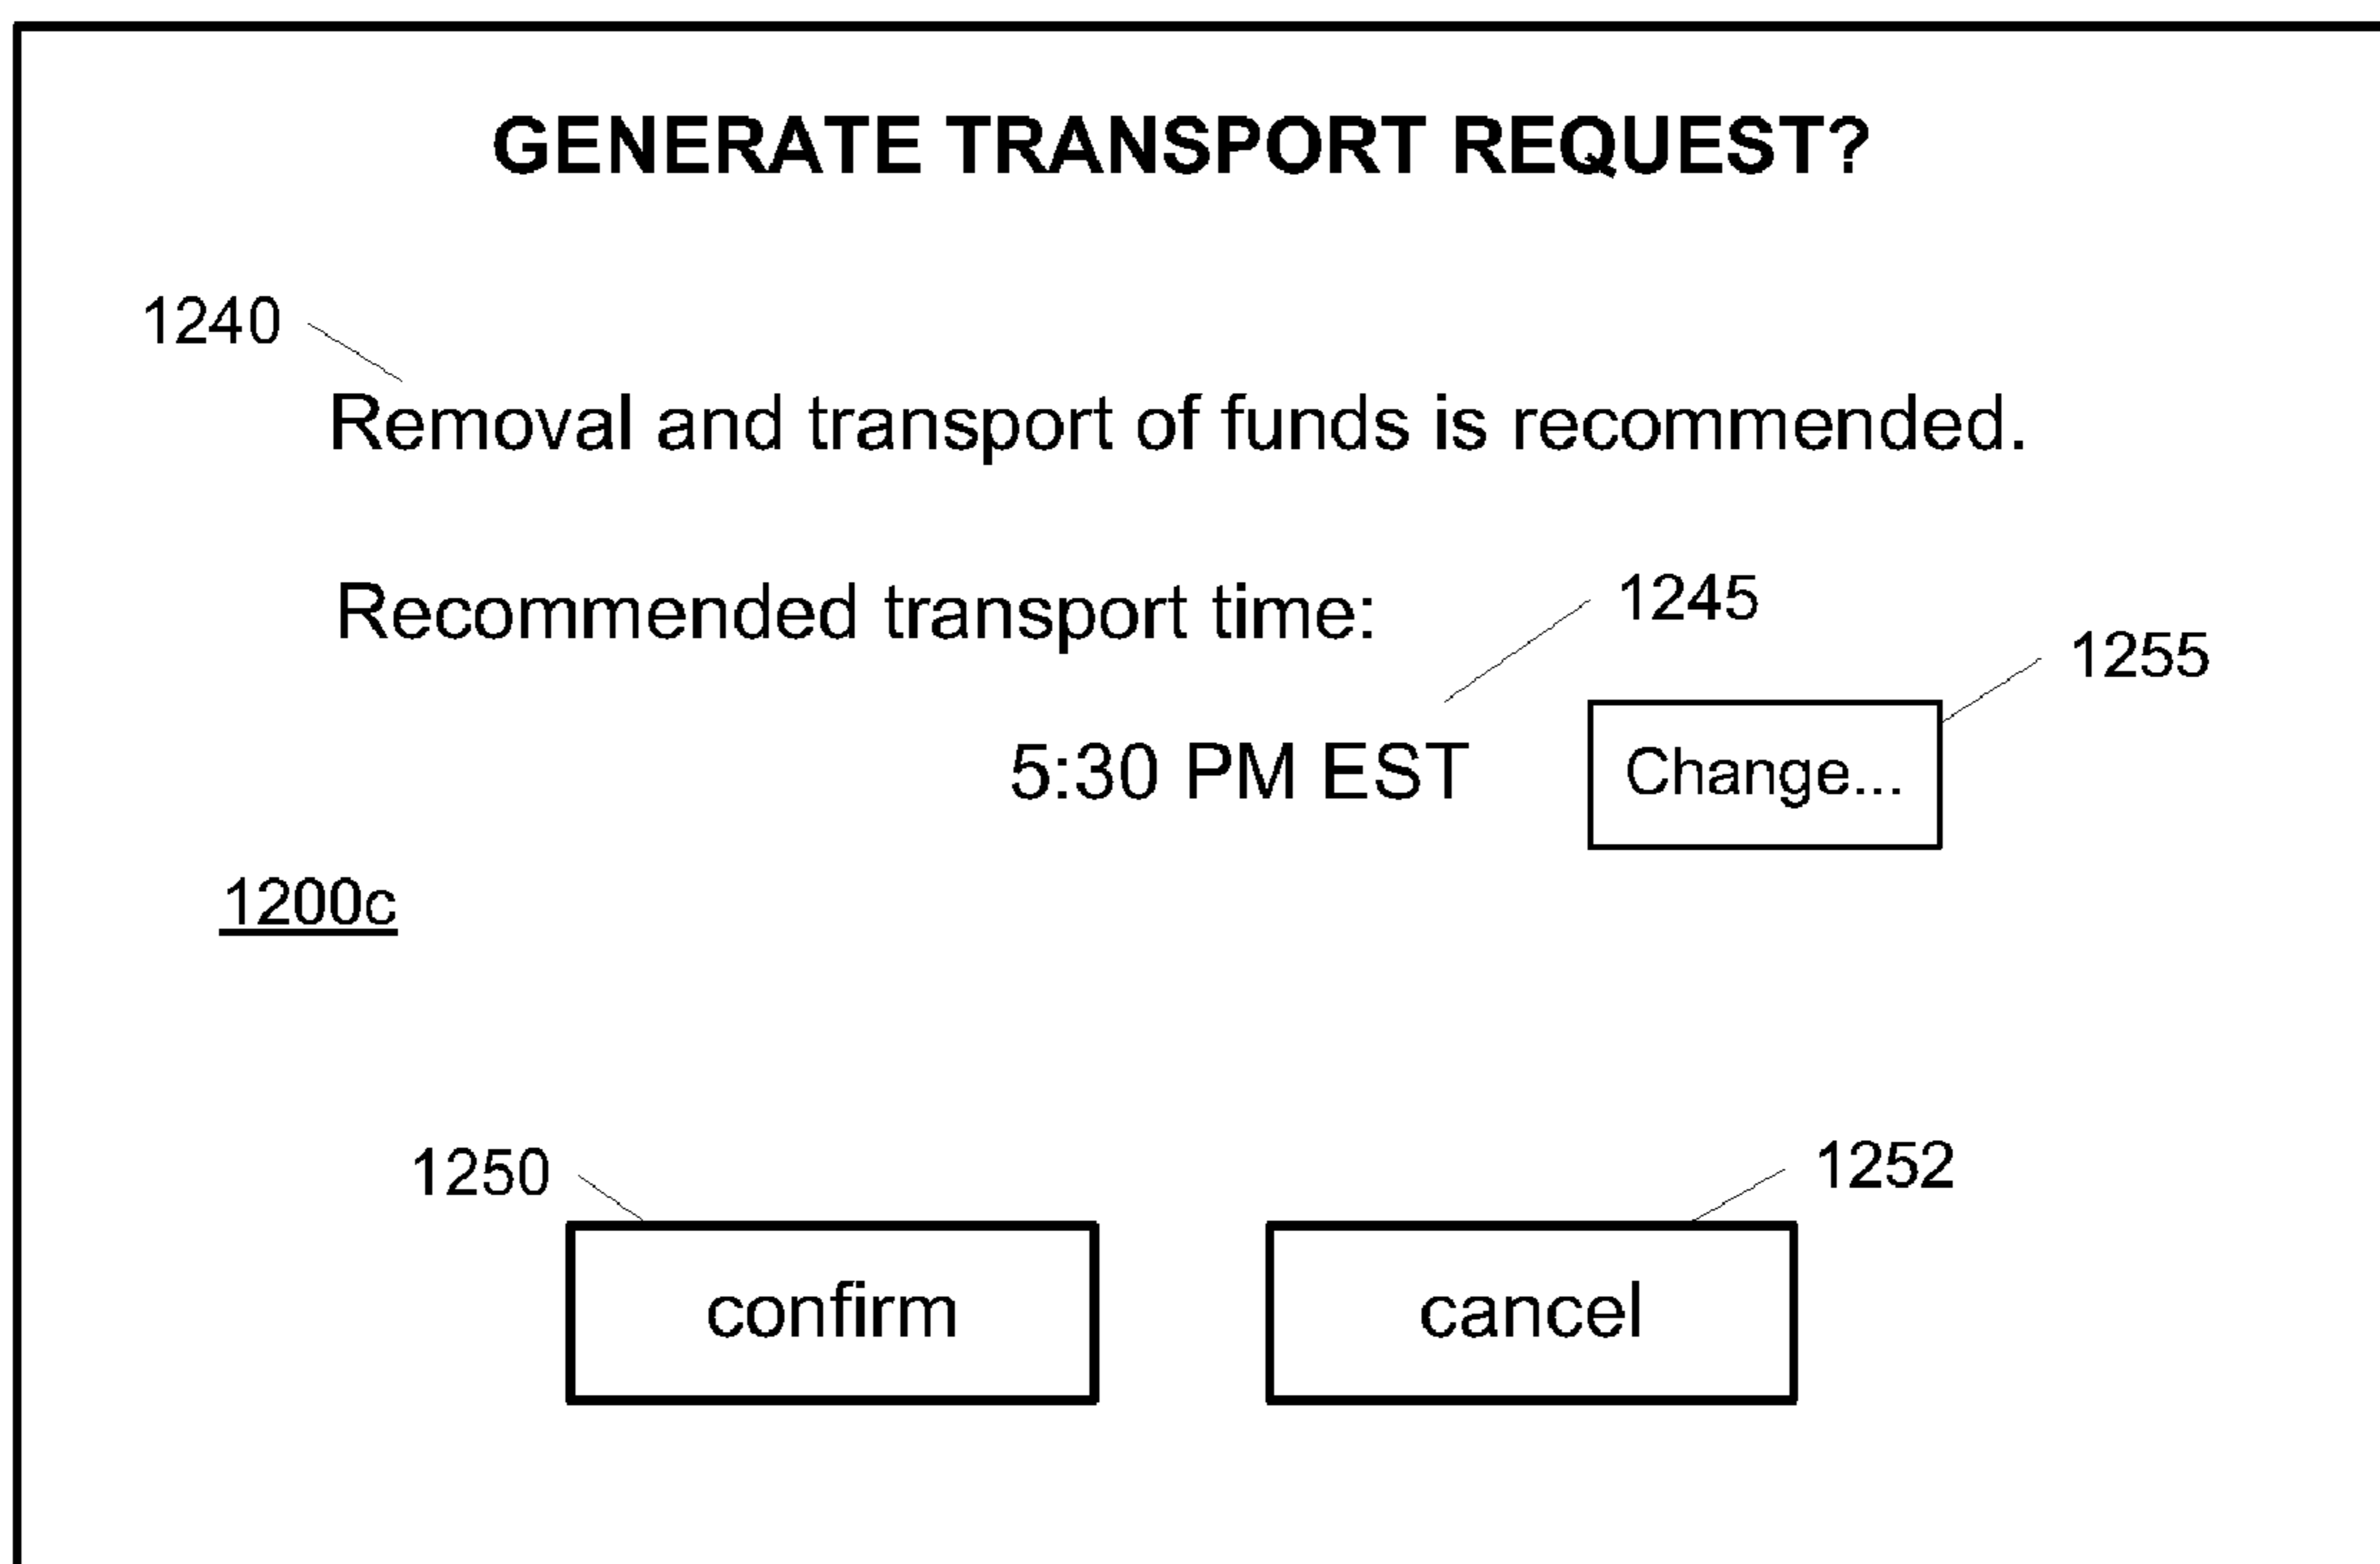 GENERATE TRANSPORT REQUEST?
1240
Removal and transport of funds is recommended.
Recommended transport time:
1245
1255
5:30 PM EST
Change...
1200c
1250
1252
confirm
cancel